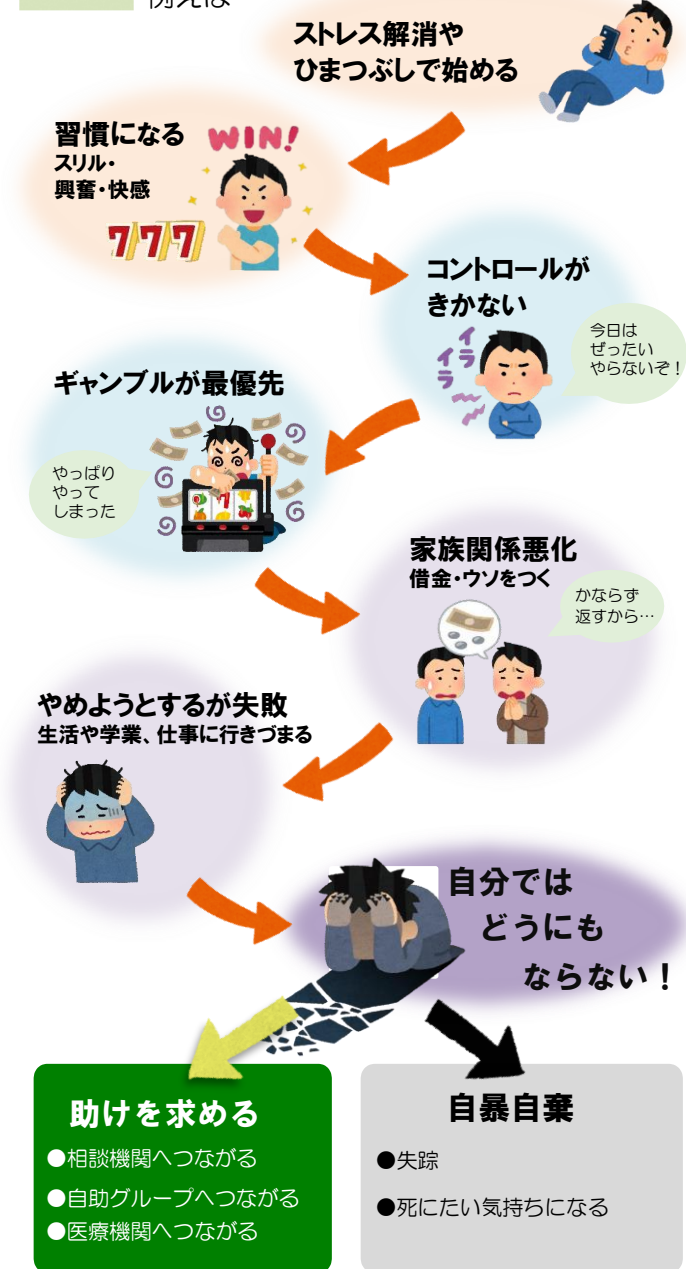 例えば
ストレス解消や
ひまつぶしで始める
習慣になる
スリル・
興奮・快感
WIN!
777
コントロールが
きかない
イライラ
今日は
ぜったい
やらないぞ！
ギャンブルが最優先
やっぱり
やって
しまった
7
家族関係悪化
借金・ウソをつく
かならず
返すから…
やめようとするが失敗
生活や学業、仕事に行きづまる
自分では
どうにも
ならない！
助けを求める
●相談機関へつながる
●自助グループへつながる
●医療機関へつながる
自暴自棄
●失踪
●死にたい気持ちになる